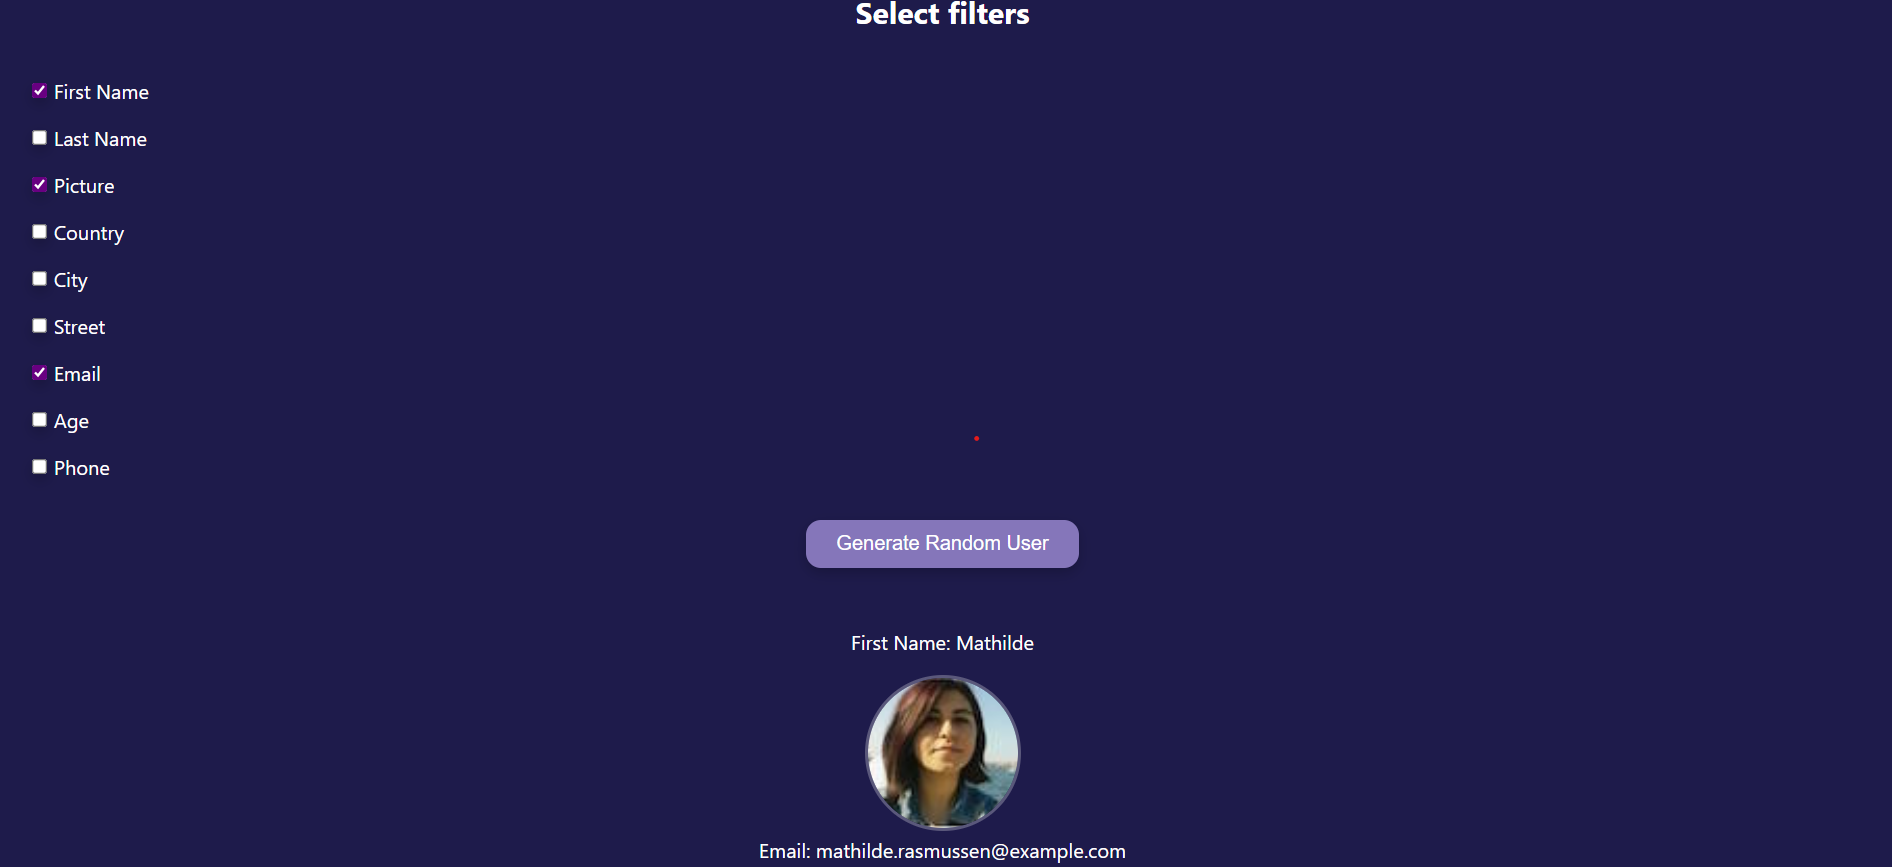 Select filters
First Name
Last Name
Picture
Country
City
Street
Email
Age
Phone
Generate Random User
First Name: Mathilde
Email: mathilde.rasmussen@example.com